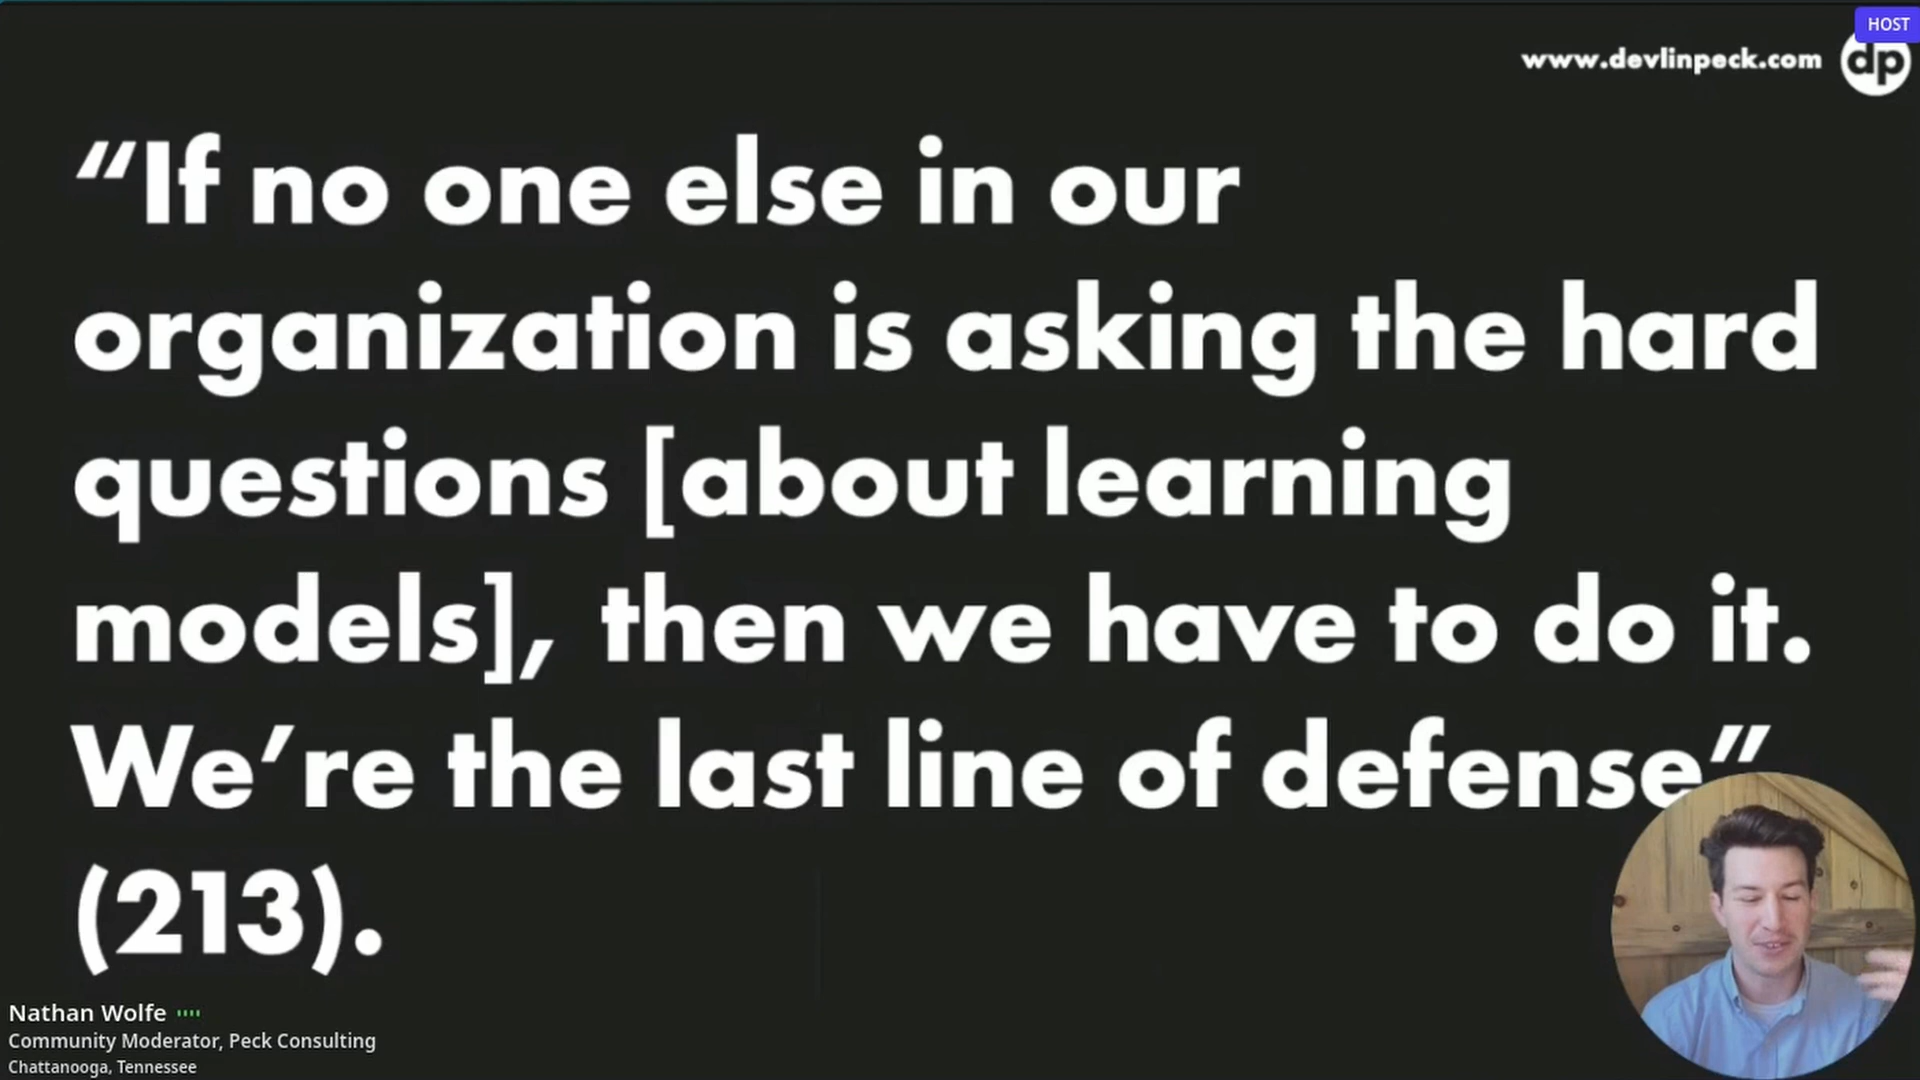 HOST
www.devlinpeck.com
dp
“If no one else in our
organization is asking the hard
questions [about learning
models], then we have to do it.
We’re the last line of defense”
(213).
Nathan Wolfe
Community Moderator, Peck Consulting
Chattanooga, Tennessee